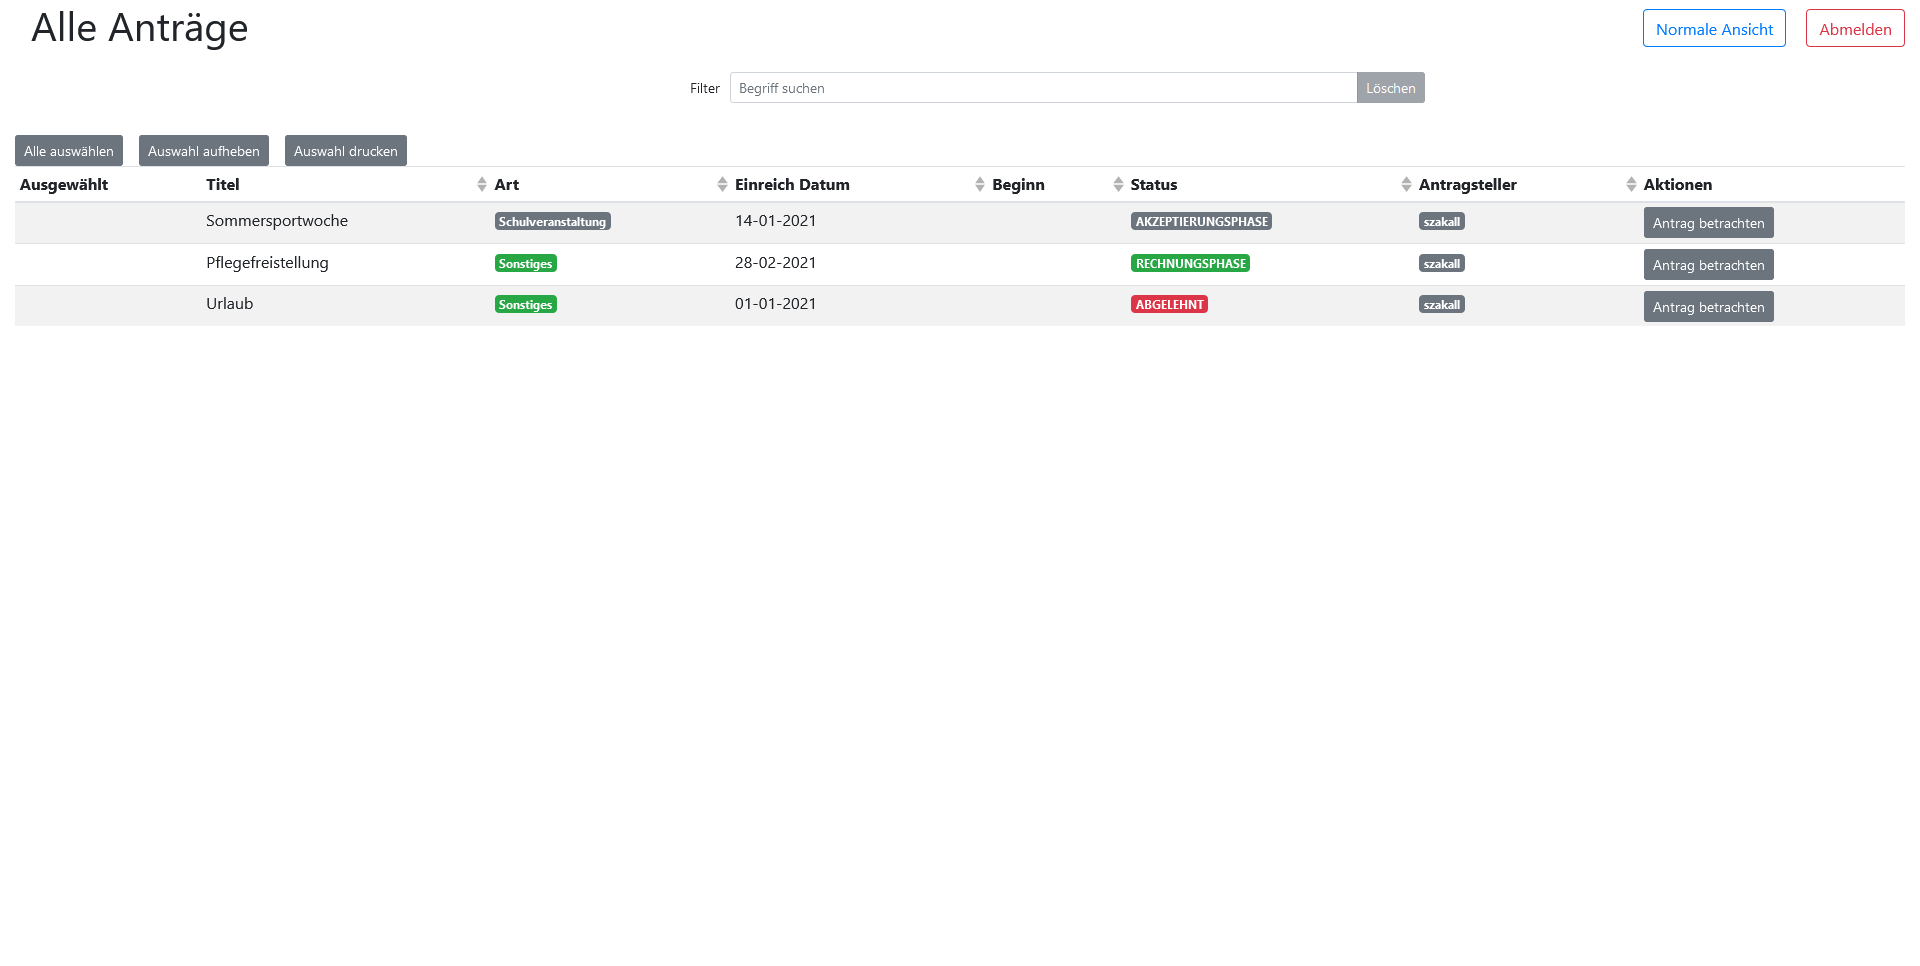 Alle Anträge Normale Ansicht Abmelden
Filter Begriff suchen Löschen
Alle auswählen Auswahl aufheben Auswahl drucken
Ausgewählt Titel Art Einreich Datum Beginn Status Antragsteller Aktionen
Sommersportwoche Schulveranstaltung 14-01-2021 AKZEPTIERUNGSPHASE szakall Antrag betrachten
Pflegefreistellung Sonstiges 28-02-2021 RECHNUNGSPHASE szakall Antrag betrachten
Urlaub Sonstiges 01-01-2021 ABGELEHNT szakall Antrag betrachten